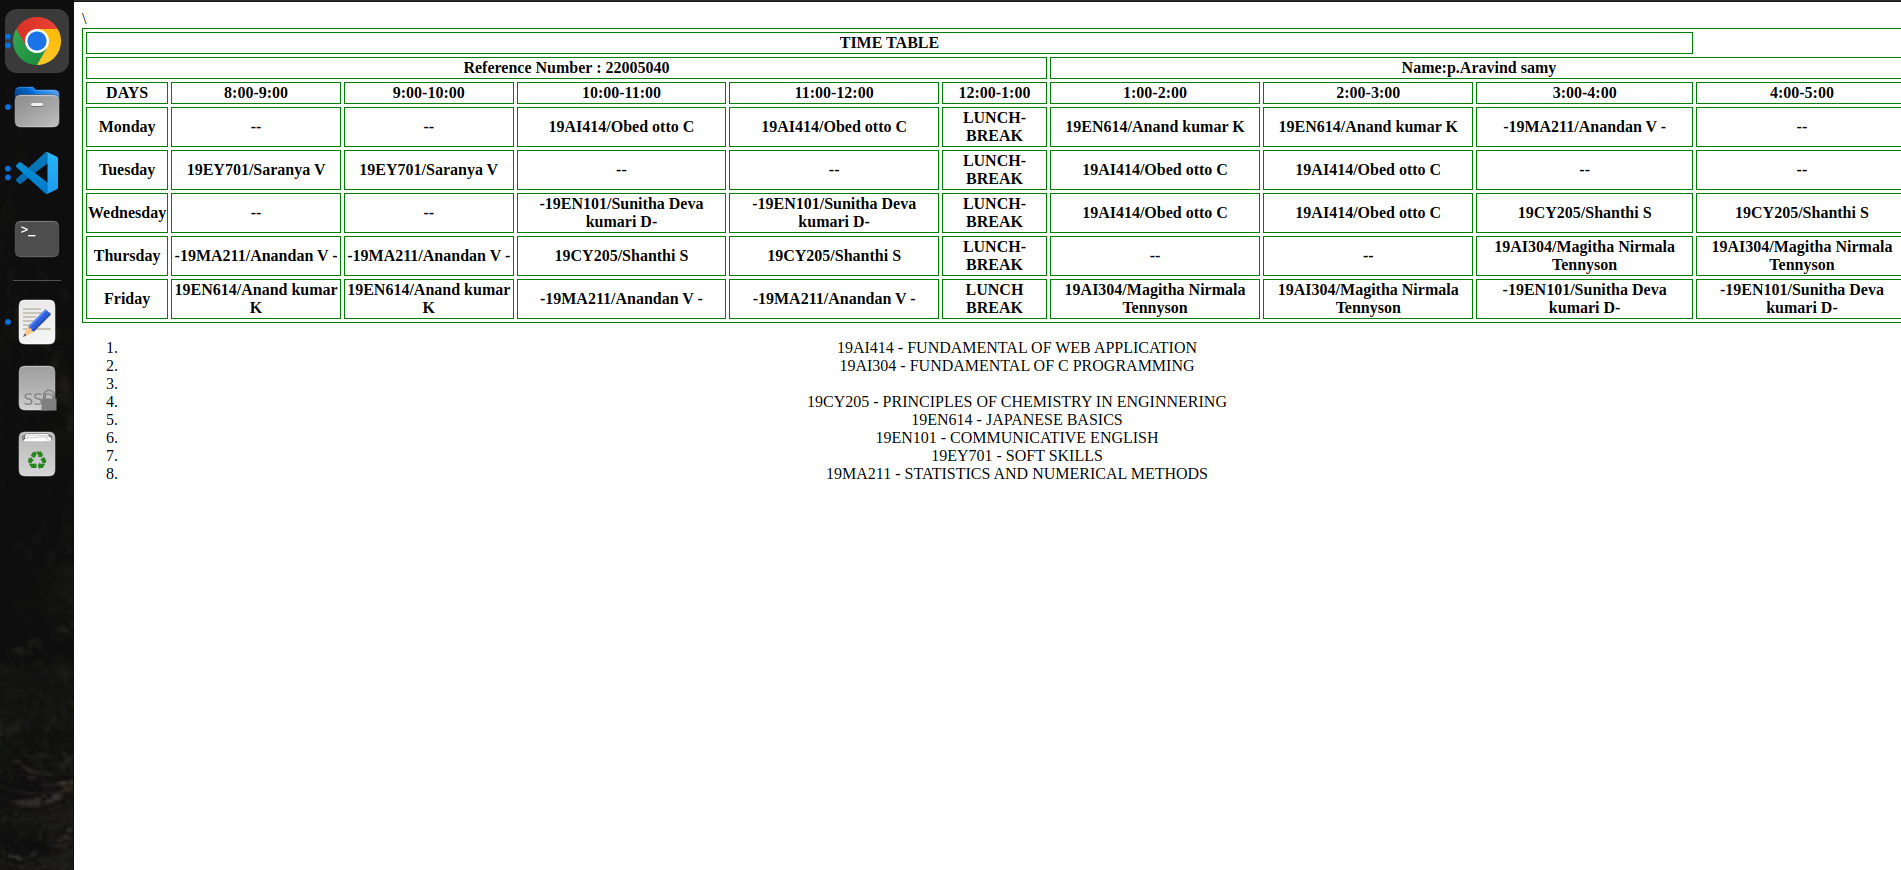 \
TIME TABLE
Reference Number : 22005040 Name:p.Aravind samy
DAYS 8:00-9:00 9:00-10:00 10:00-11:00 11:00-12:00 12:00-1:00 1:00-2:00 2:00-3:00 3:00-4:00 4:00-5:00
Monday -- -- 19AI414/Obed otto C 19AI414/Obed otto C LUNCH-BREAK 19EN614/Anand kumar K 19EN614/Anand kumar K -19MA211/Anandan V - --
Tuesday 19EY701/Saranya V 19EY701/Saranya V -- -- LUNCH-BREAK 19AI414/Obed otto C 19AI414/Obed otto C -- --
Wednesday -- -- -19EN101/Sunitha Deva kumari D- -19EN101/Sunitha Deva kumari D- LUNCH-BREAK 19AI414/Obed otto C 19AI414/Obed otto C 19CY205/Shanthi S 19CY205/Shanthi S
Thursday -19MA211/Anandan V - -19MA211/Anandan V - 19CY205/Shanthi S 19CY205/Shanthi S LUNCH-BREAK -- -- 19AI304/Magitha Nirmala Tennyson 19AI304/Magitha Nirmala Tennyson
Friday 19EN614/Anand kumar K 19EN614/Anand kumar K -19MA211/Anandan V - -19MA211/Anandan V - LUNCH BREAK 19AI304/Magitha Nirmala Tennyson 19AI304/Magitha Nirmala Tennyson -19EN101/Sunitha Deva kumari D- -19EN101/Sunitha Deva kumari D-
1. 19AI414 - FUNDAMENTAL OF WEB APPLICATION
2. 19AI304 - FUNDAMENTAL OF C PROGRAMMING
3.
4. 19CY205 - PRINCIPLES OF CHEMISTRY IN ENGINNERING
5. 19EN614 - JAPANESE BASICS
6. 19EN101 - COMMUNICATIVE ENGLISH
7. 19EY701 - SOFT SKILLS
8. 19MA211 - STATISTICS AND NUMERICAL METHODS